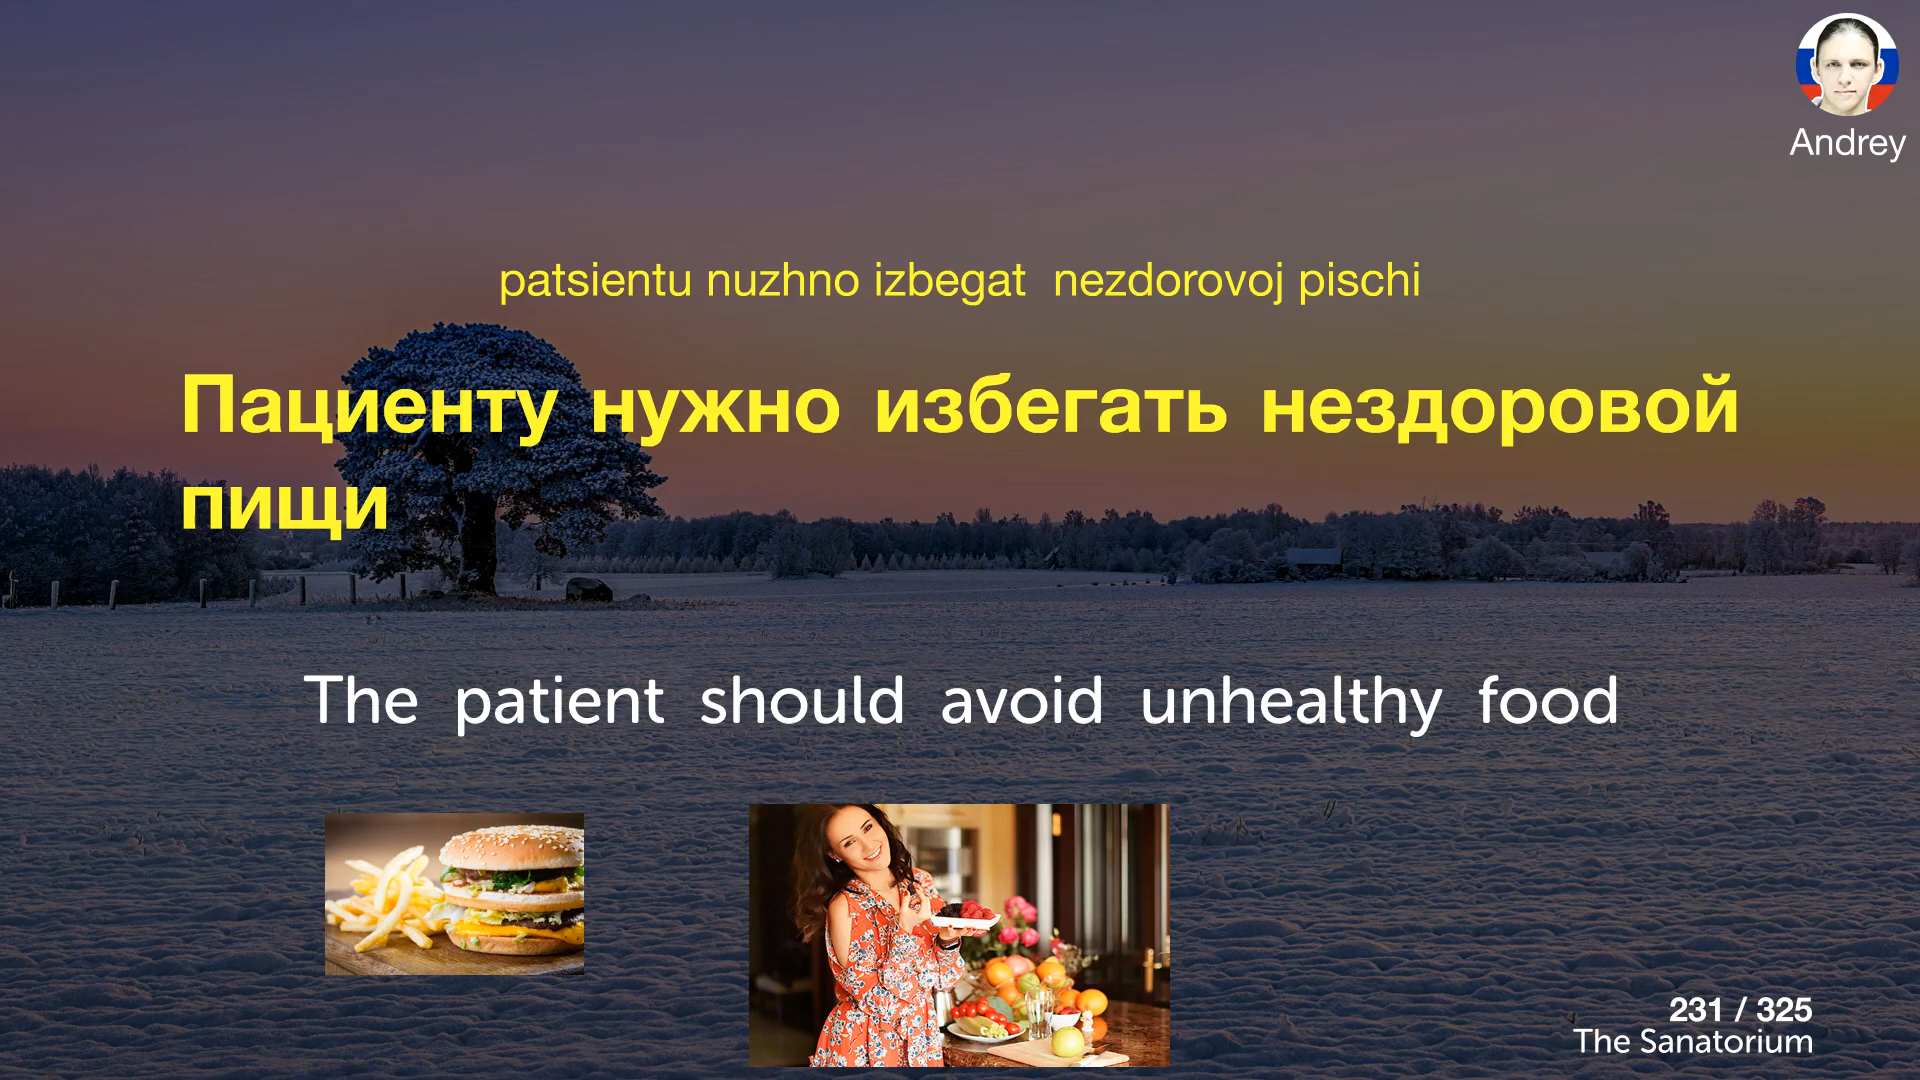 Andrey
patsientu nuzhno izbegat  nezdorovoj pischi
Пациенту нужно избегать нездоровой
пищи
The patient should avoid unhealthy food
231 / 325
The Sanatorium